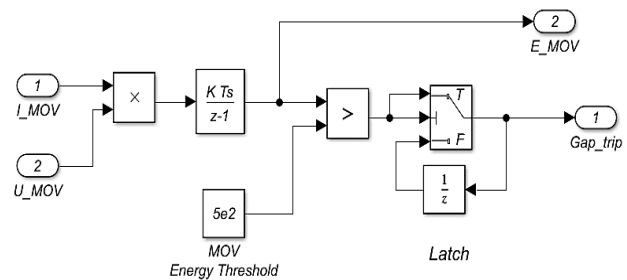 2
E_MOV
1
I_MOV
×
K Ts
z-1
>
T
F
1
Gap_trip
2
U_MOV
1
z
5e2
MOV
Energy Threshold
Latch